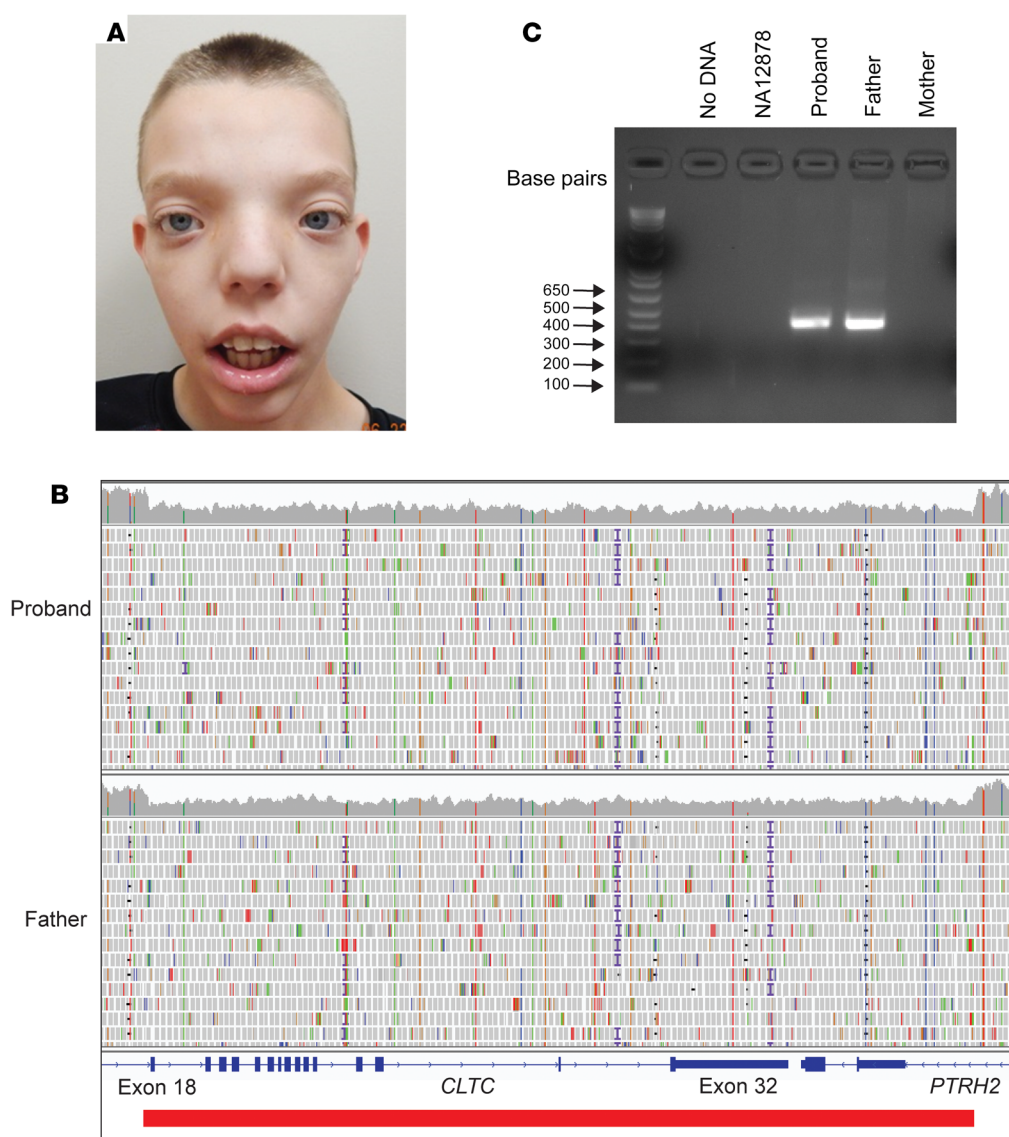 A
C
No DNA
NA12878
Proband
Father
Mother
Base pairs
650
500
400
300
200
100
B
Proband
Father
Exon 18
CLTC
Exon 32
PTRH2